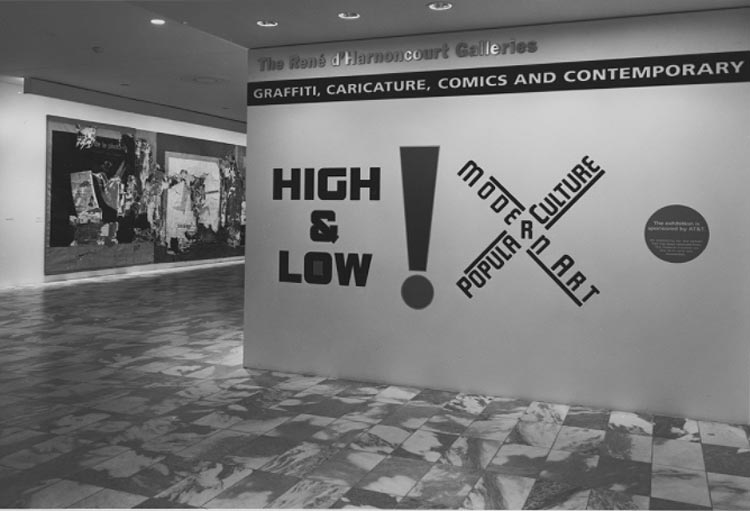 The René d'Harnoncourt Galleries
GRAFFITI, CARICATURE, COMICS AND CONTEMPORARY
HIGH
&
LOW
!
MODERN ART
POPULAR CULTURE
The exhibition is
sponsored by AT&T.